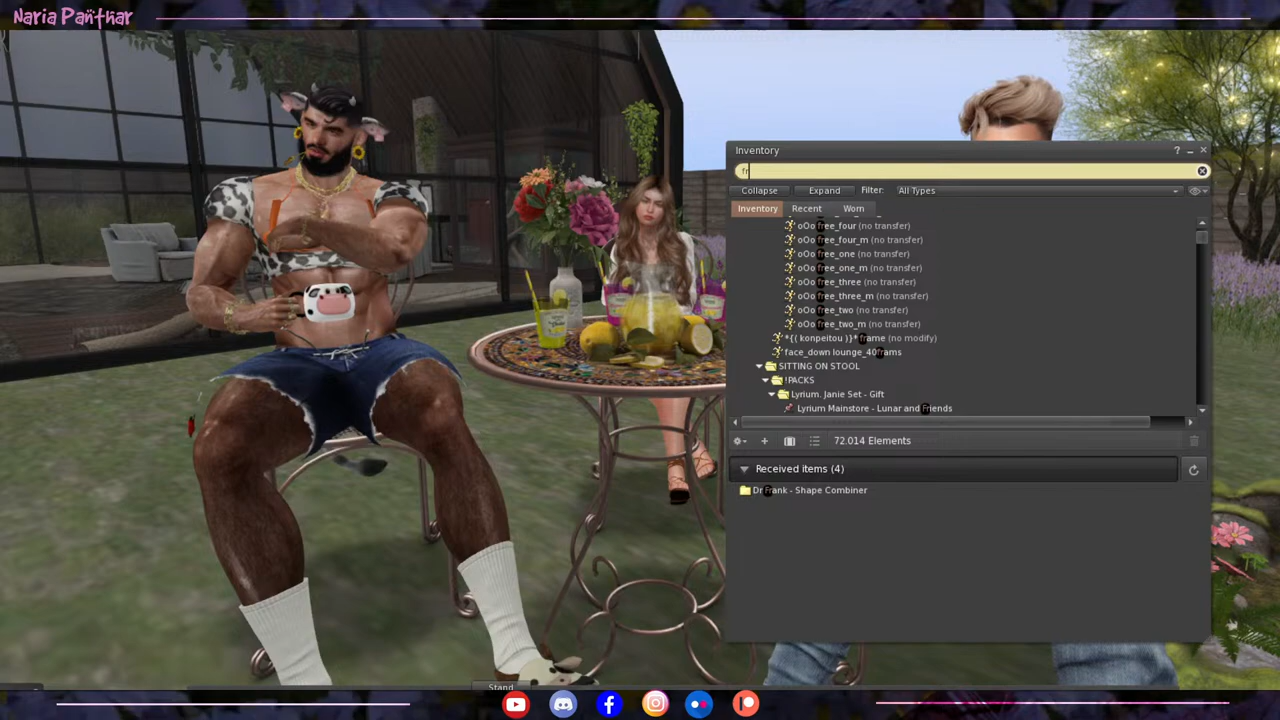 Naria Panthar
Inventory
fr
Collapse
Expand
Filter:
All Types
Inventory
Recent
Worn
oOo free_four (no transfer)
oOo free_four_m (no transfer)
oOo free_one (no transfer)
oOo free_one_m (no transfer)
oOo free_three (no transfer)
oOo free_three_m (no transfer)
oOo free_two (no transfer)
oOo free_two_m (no transfer)
*{( konpeitou )}* frame (no modify)
face_down lounge_40frams
SITTING ON STOOL
!PACKS
Lyrium. Janie Set - Gift
Lyrium Mainstore - Lunar and Friends
72.014 Elements
Received items (4)
DrFrank - Shape Combiner
Stand